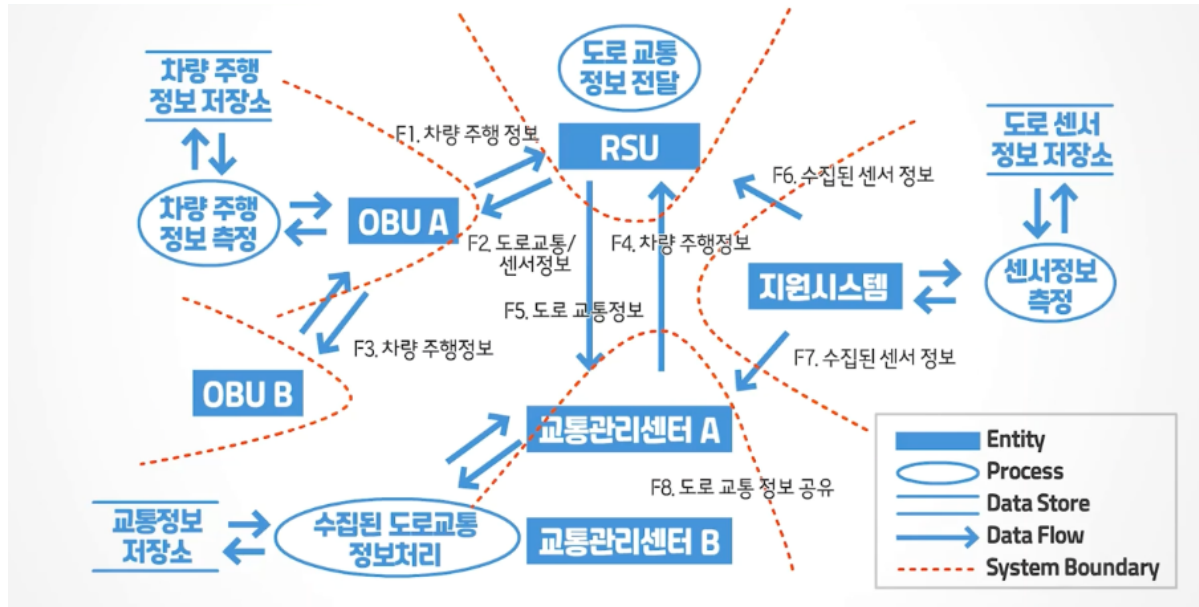 도로 교통
정보 전달
RSU
차량 주행
정보 저장소
F1. 차량 주행 정보
차량 주행
정보 측정
OBU A
F2. 도로교통/
센서정보
F4. 차량 주행정보
F6. 수집된 센서 정보
도로 센서
정보 저장소
지원시스템
센서정보
측정
F5. 도로 교통정보
F3. 차량 주행정보
F7. 수집된 센서 정보
OBU B
교통관리센터 A
F8. 도로 교통 정보 공유
교통정보
저장소
수집된 도로교통
정보처리
교통관리센터 B
Entity
Process
Data Store
Data Flow
System Boundary